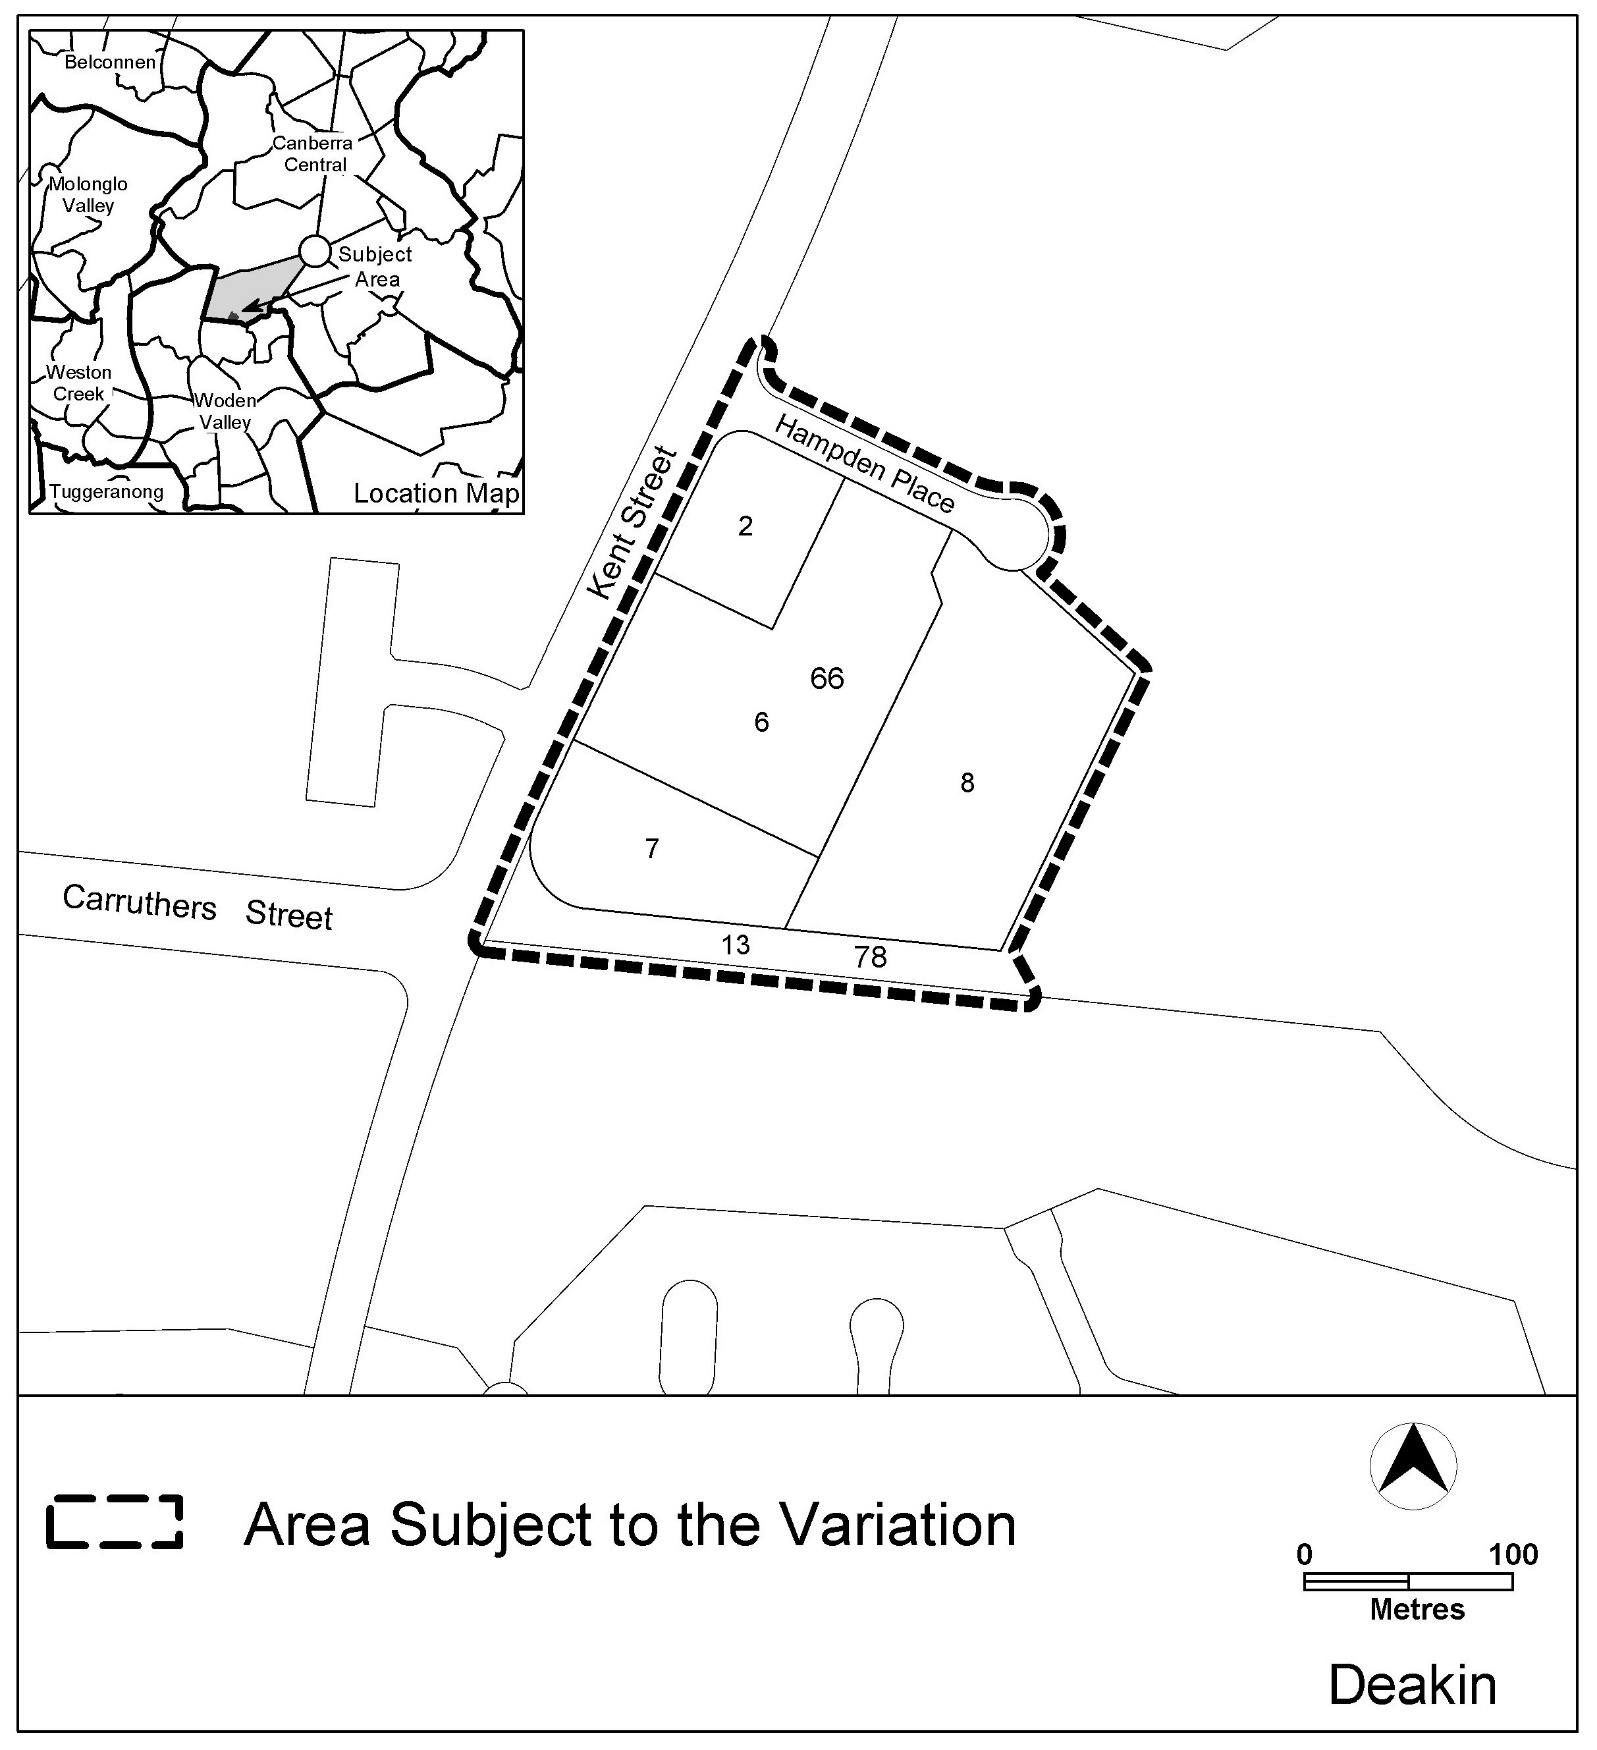 Belconnen
Canberra
Central
Molonglo
Valley
Subject
Area
Weston
Creek
Woden
Valley
Tuggeranong
Location Map
Hampden Place
Kent Street
2
66
6
8
7
Carruthers Street
13
78
Area Subject to the Variation
0 100
Metres
Deakin